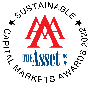 SUSTAINABLE
THE Asset
CAPITAL MARKETS AWARDS 2022